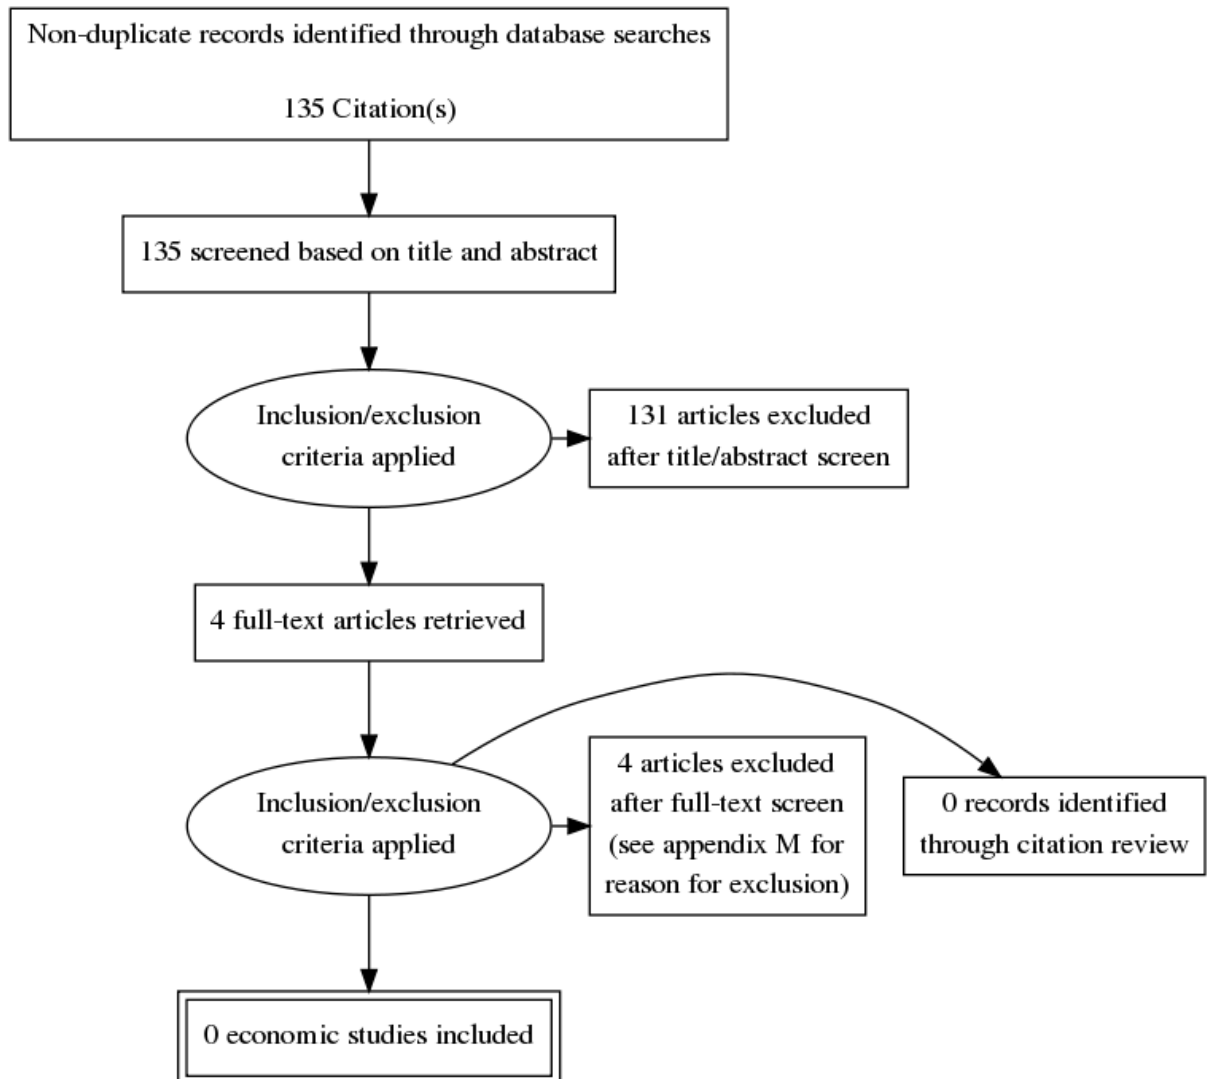 Non-duplicate records identified through database searches
135 Citation(s)
135 screened based on title and abstract
Inclusion/exclusion
criteria applied
131 articles excluded
after title/abstract screen
4 full-text articles retrieved
Inclusion/exclusion
criteria applied
4 articles excluded
after full-text screen
(see appendix M for
reason for exclusion)
0 records identified
through citation review
0 economic studies included